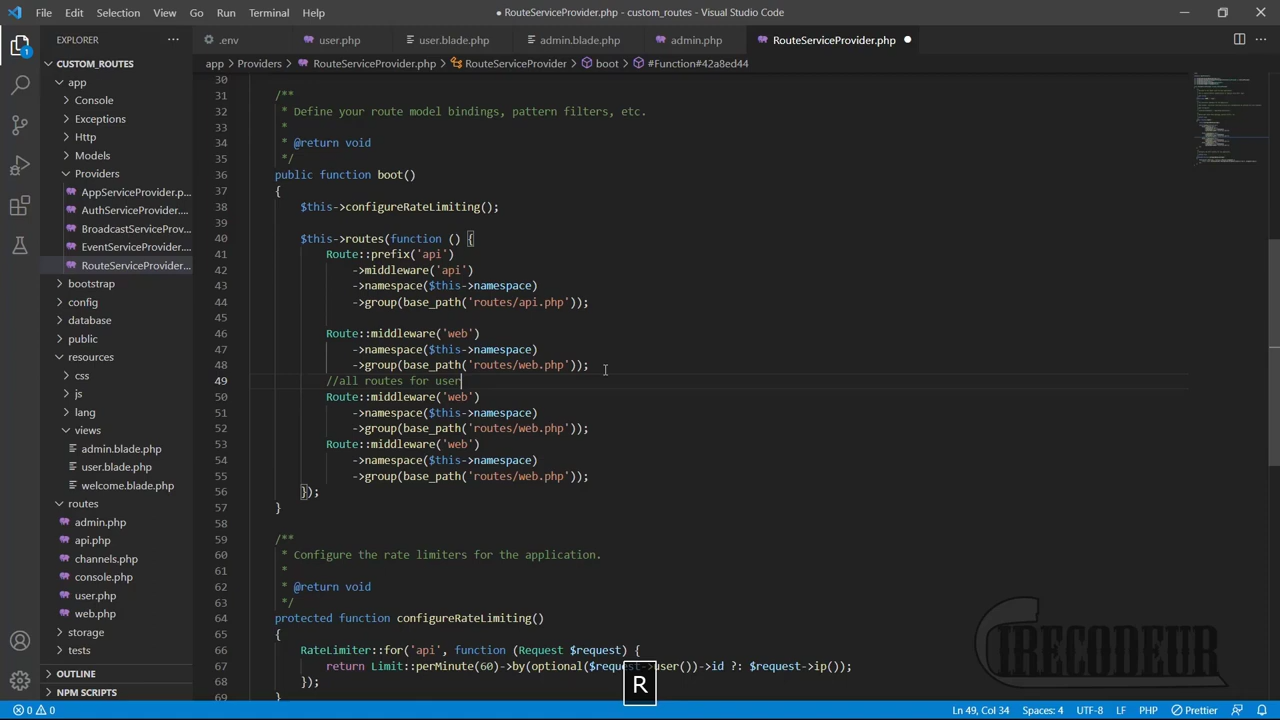 File Edit Selection View Go Run Terminal Help
● RouteServiceProvider.php - custom_routes - Visual Studio Code
EXPLORER
.env user.php user.blade.php admin.blade.php admin.php RouteServiceProvider.php
app > Providers > RouteServiceProvider.php > RouteServiceProvider > boot > #Function#42a8ed44
CUSTOM_ROUTES
app
Console
Exceptions
Http
Models
Providers
AppServiceProvider.p...
AuthServiceProvider....
BroadcastServiceProv...
EventServiceProvider....
RouteServiceProvider...
bootstrap
config
database
public
resources
css
js
lang
views
admin.blade.php
user.blade.php
welcome.blade.php
routes
admin.php
api.php
channels.php
console.php
user.php
web.php
storage
tests
OUTLINE
NPM SCRIPTS
1
30
31 /**
32 * Define your route model bindings, pattern filters, etc.
33 *
34 * @return void
35 */
36 public function boot()
37 {
38 $this->configureRateLimiting();
39
40 $this->routes(function () {
41 Route::prefix('api')
42 ->middleware('api')
43 ->namespace($this->namespace)
44 ->group(base_path('routes/api.php'));
45
46 Route::middleware('web')
47 ->namespace($this->namespace)
48 ->group(base_path('routes/web.php'));
49 //all routes for user
50 Route::middleware('web')
51 ->namespace($this->namespace)
52 ->group(base_path('routes/web.php'));
53 Route::middleware('web')
54 ->namespace($this->namespace)
55 ->group(base_path('routes/web.php'));
56 });
57 }
58
59 /**
60 * Configure the rate limiters for the application.
61 *
62 * @return void
63 */
64 protected function configureRateLimiting()
65 {
66 RateLimiter::for('api', function (Request $request) {
67 return Limit::perMinute(60)->by(optional($request->user())->id ?: $request->ip());
68 });
69 }
R
CIRECODEUR
0 0
Ln 49, Col 34 Spaces: 4 UTF-8 LF PHP Prettier